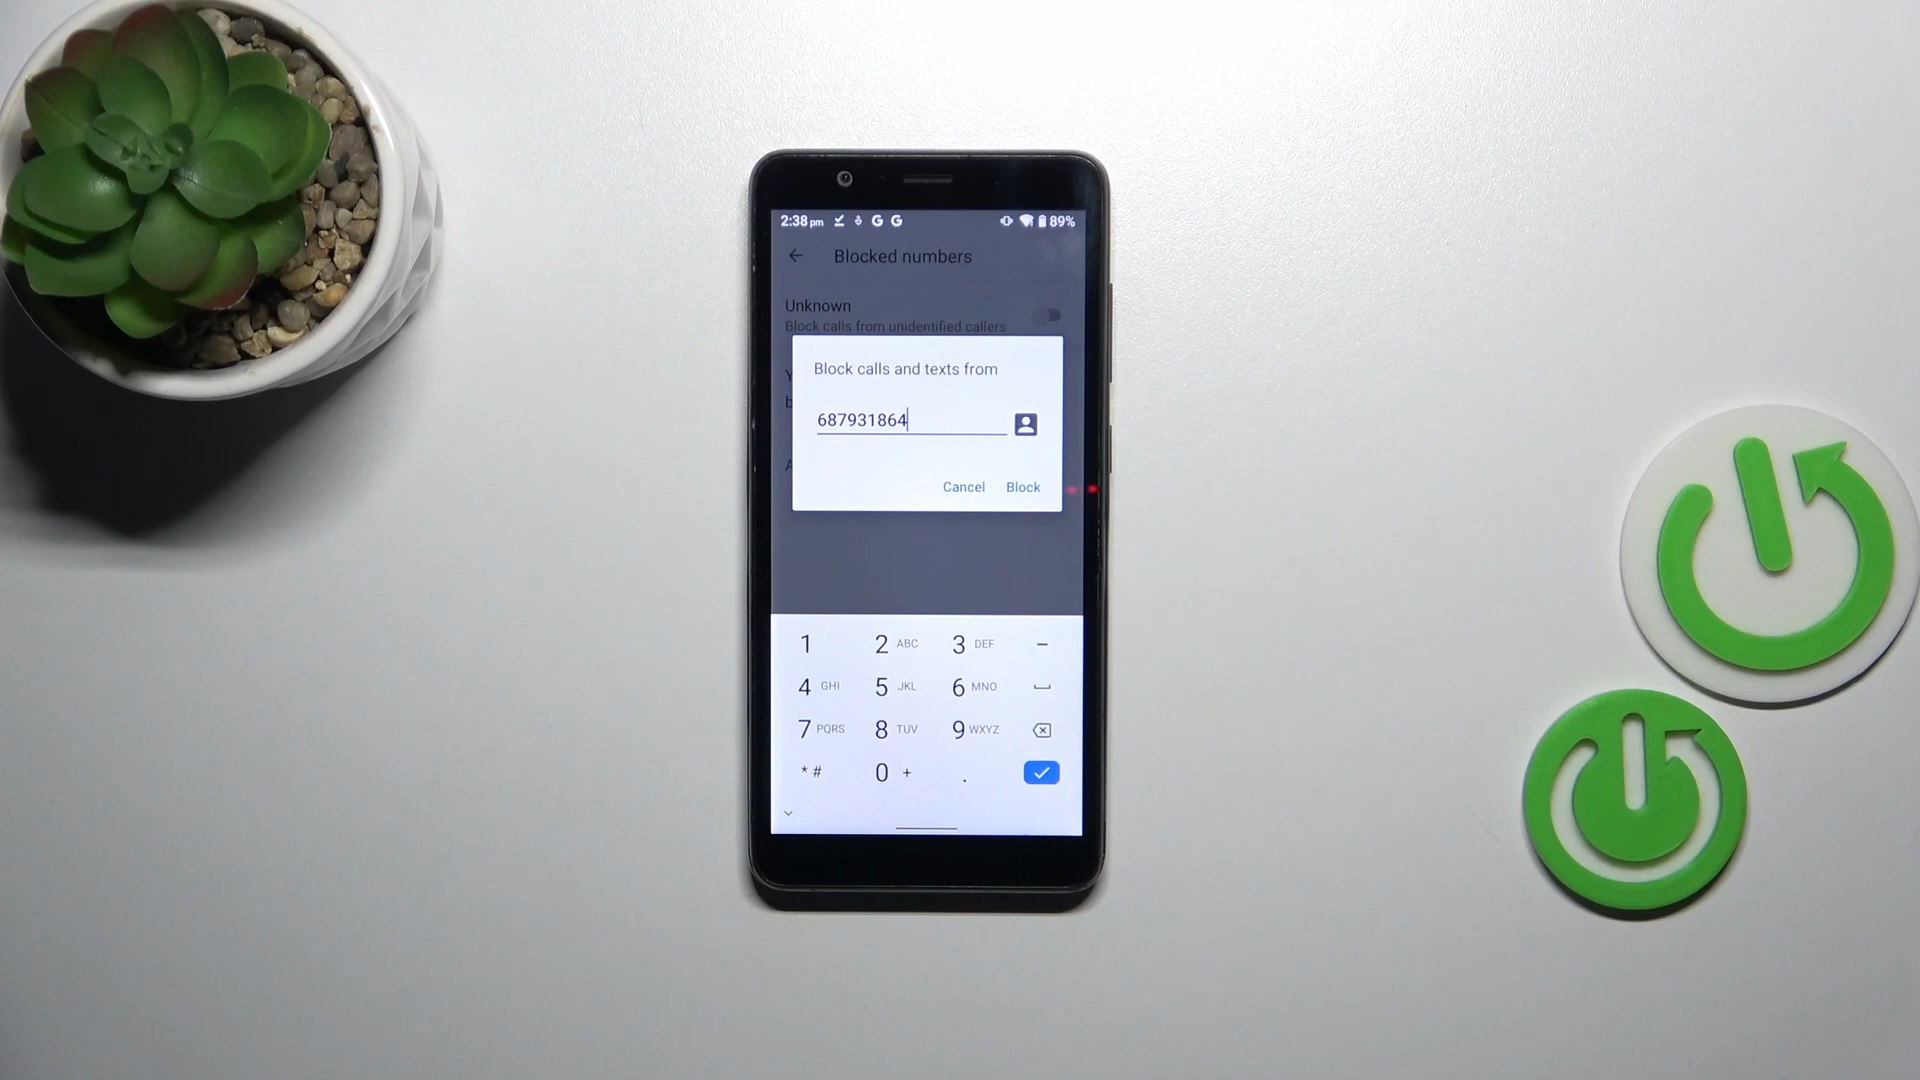 2:38 pm G G 89%
Blocked numbers
Unknown
Block calls from unidentified callers
Block calls and texts from
687931864
Cancel Block
1 2 ABC 3 DEF -
4 GHI 5 JKL 6 MNO
7 PQRS 8 TUV 9 WXYZ
* # 0 + .